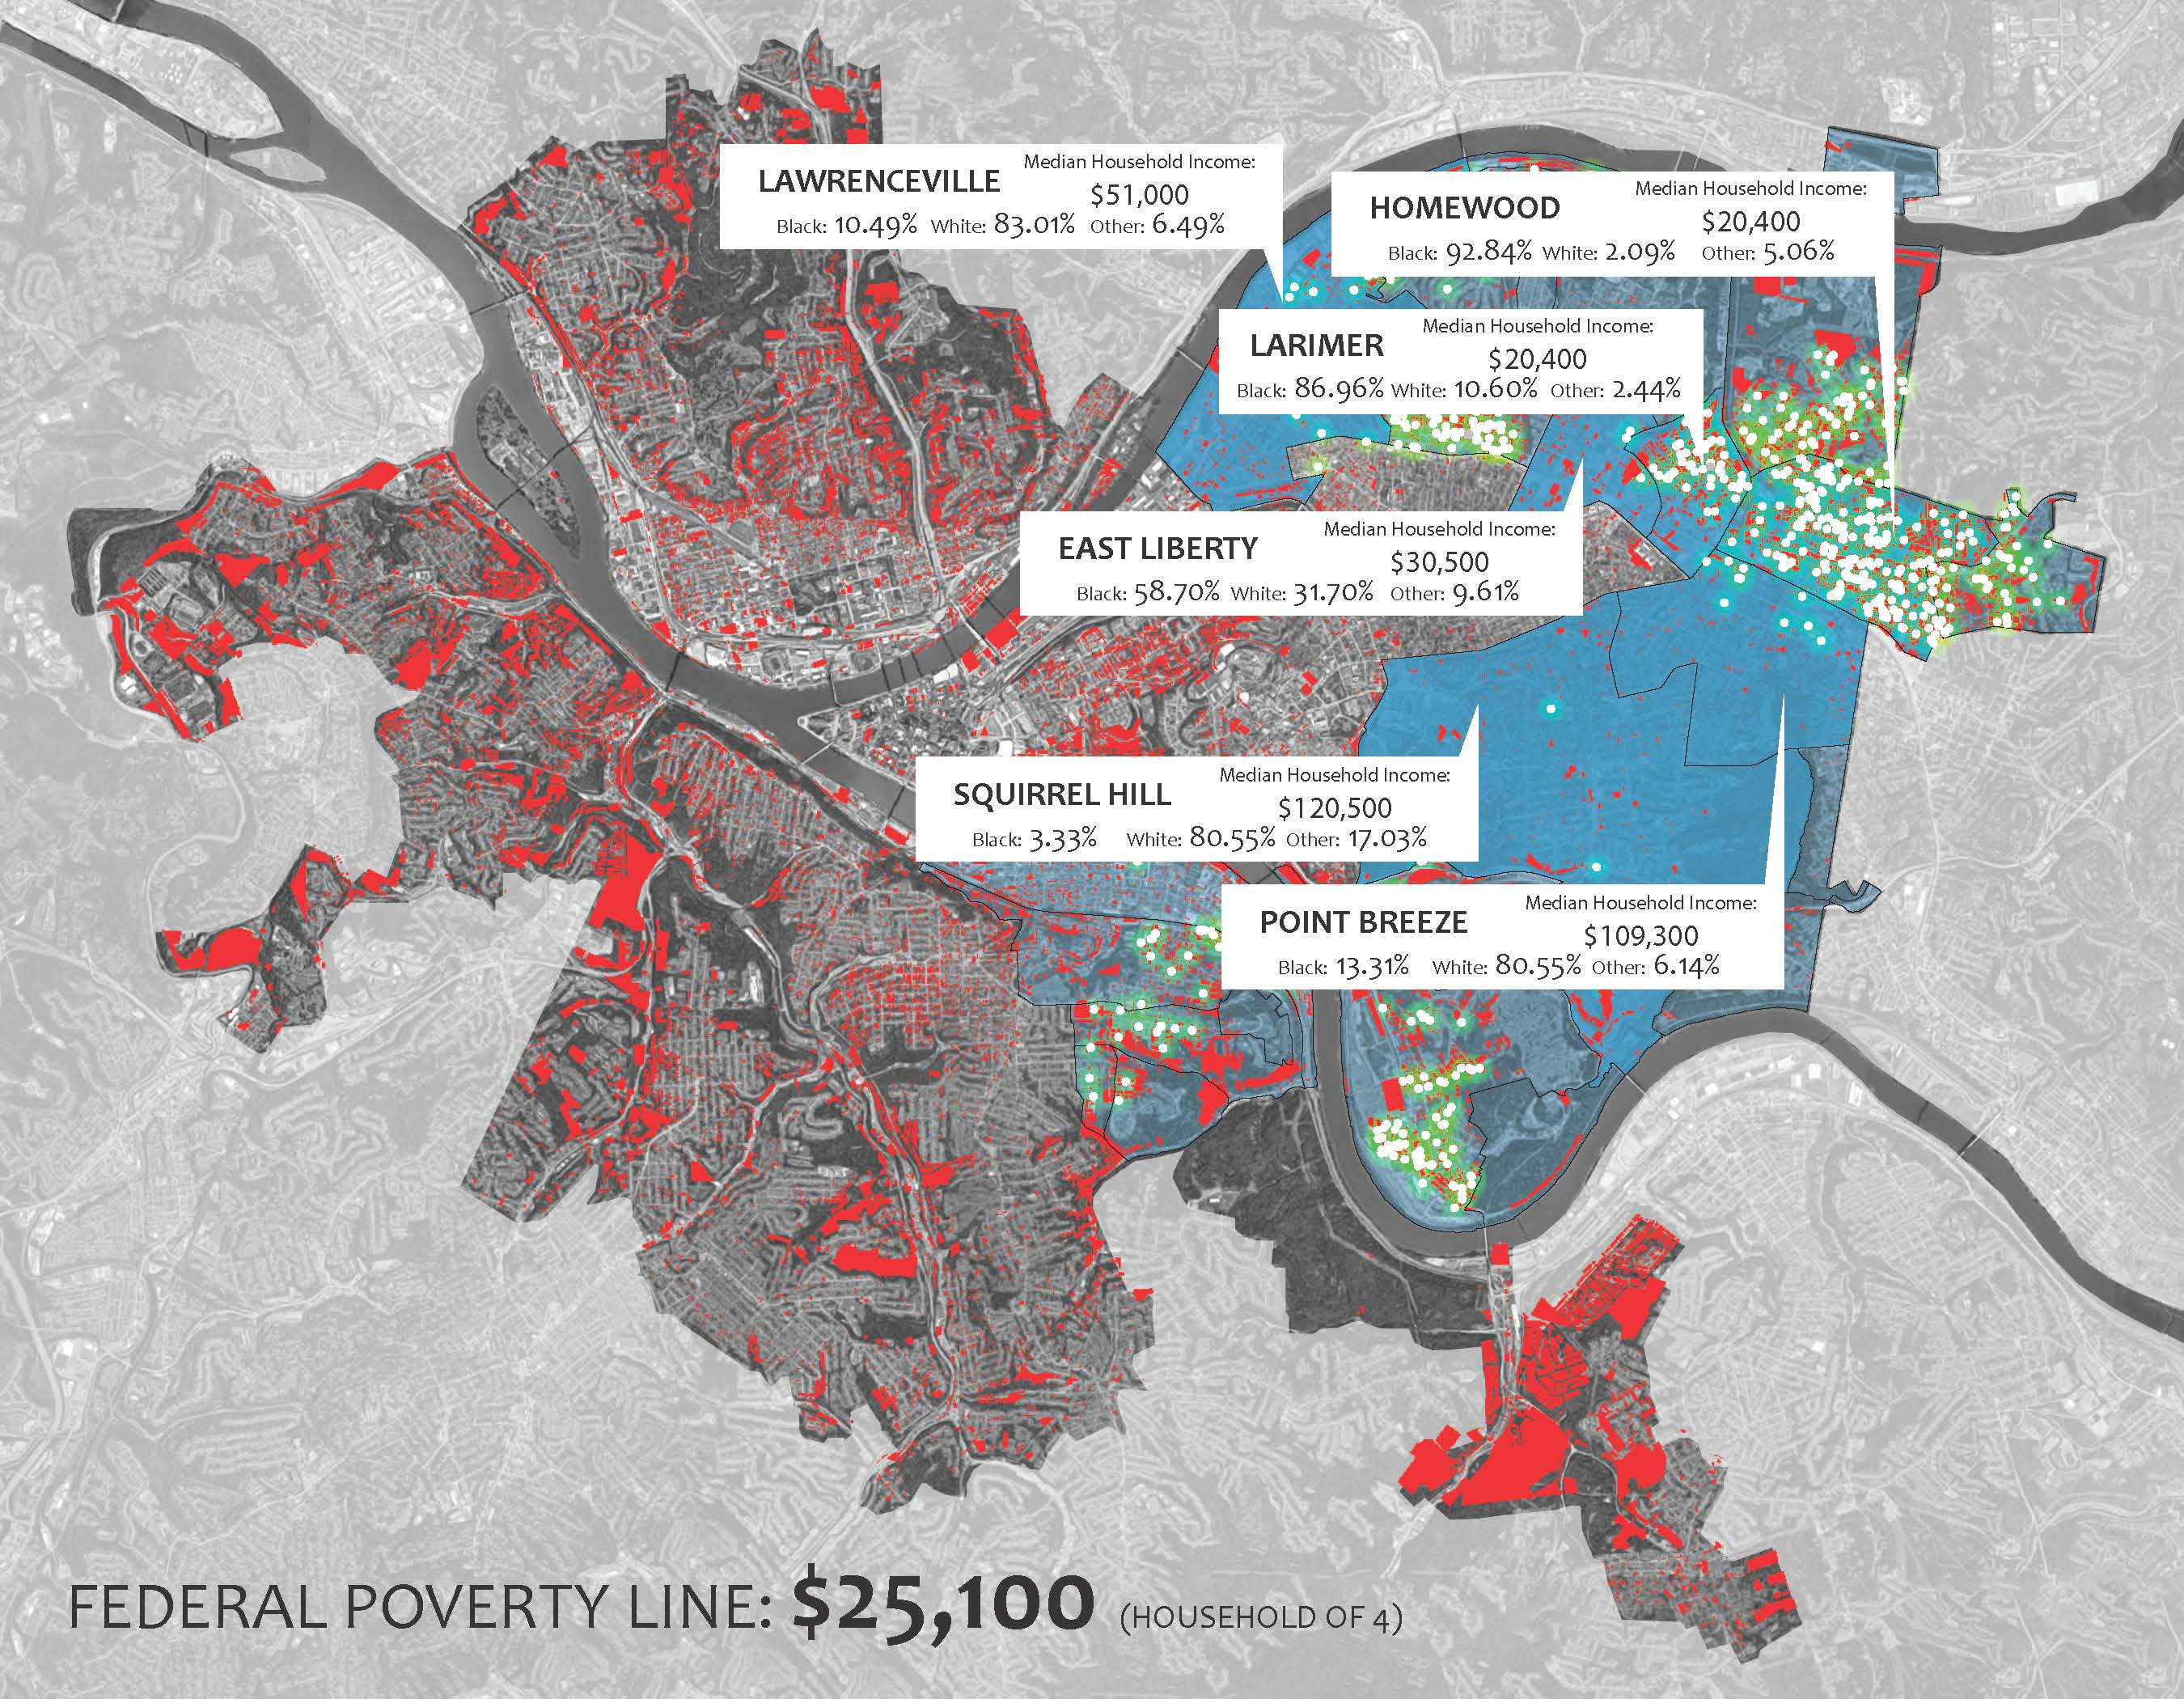 LAWRENCEVILLE
Median Household Income:
$51,000
Black: 10.49% White: 83.01% Other: 6.49%
HOMEWOOD
Median Household Income:
$20,400
Black: 92.84% White: 2.09% Other: 5.06%
LARIMER
Median Household Income:
$20,400
Black: 86.96% White: 10.60% Other: 2.44%
EAST LIBERTY
Median Household Income:
$30,500
Black: 58.70% White: 31.70% Other: 9.61%
SQUIRREL HILL
Median Household Income:
$120,500
Black: 3.33% White: 80.55% Other: 17.03%
POINT BREEZE
Median Household Income:
$109,300
Black: 13.31% White: 80.55% Other: 6.14%
FEDERAL POVERTY LINE: $25,100 (HOUSEHOLD OF 4)